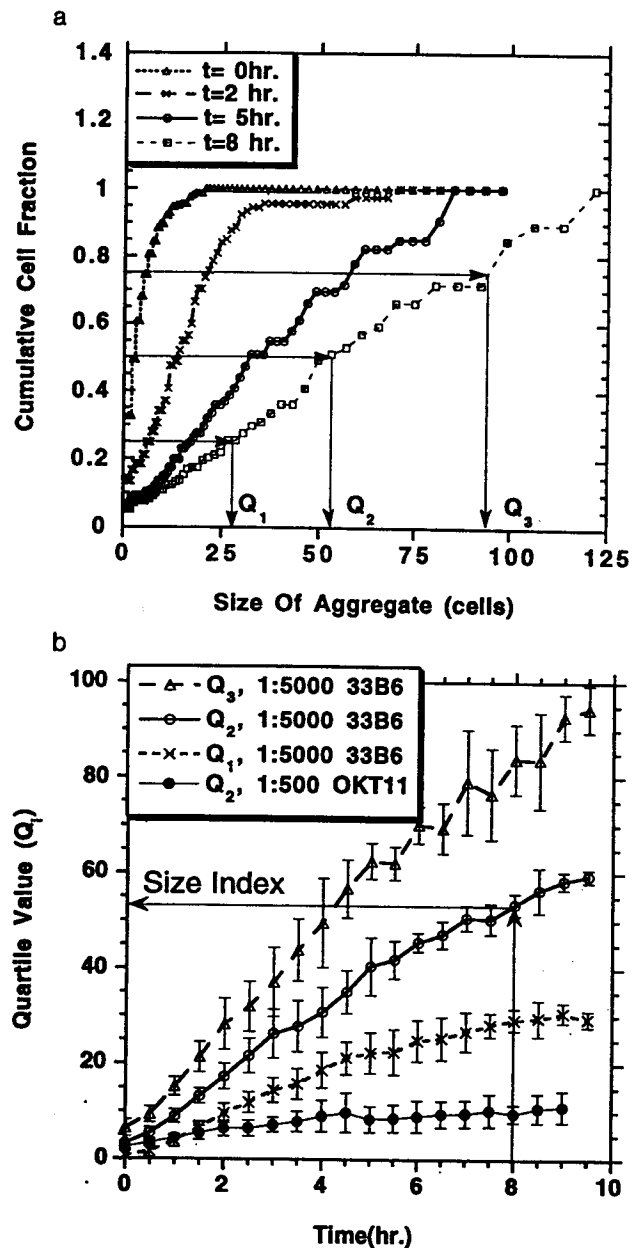 a
1.4
1.2
1
0.8
0.6
0.4
0.2
0
t= 0hr.
t=2 hr.
t= 5hr.
t=8 hr.
Cumulative Cell Fraction
Q1
Q2
Q3
0 25 50 75 100 125
Size Of Aggregate (cells)
b
100
80
60
40
20
0
Q3, 1:5000 33B6
Q2, 1:5000 33B6
Q1, 1:5000 33B6
Q2, 1:500 OKT11
Size Index
Quartile Value (Qi)
0 2 4 6 8 10
Time(hr.)